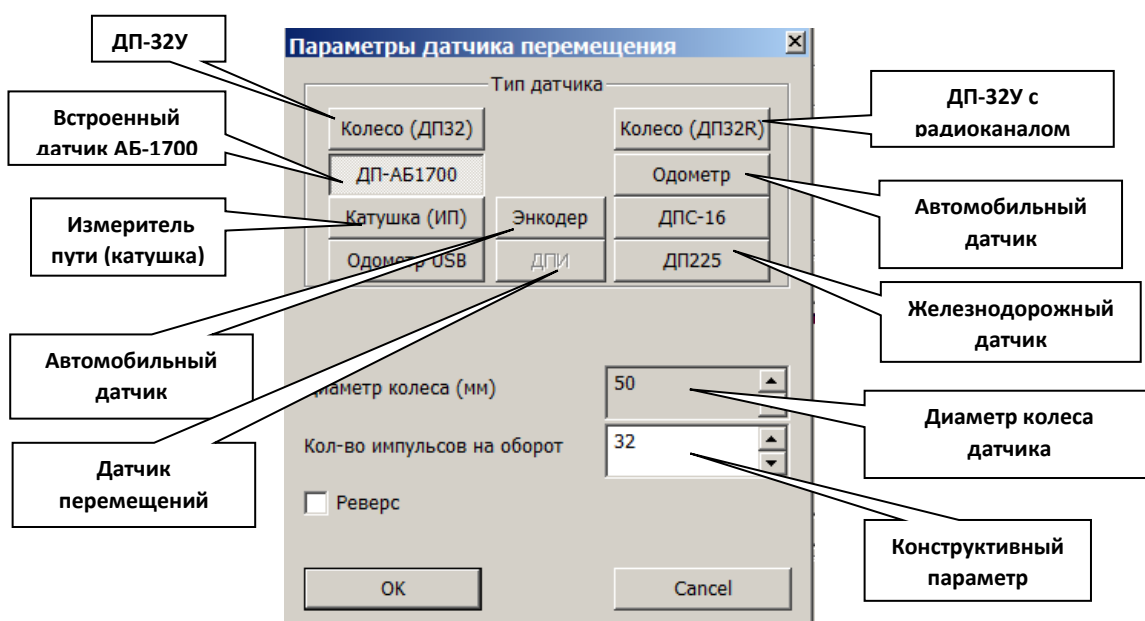 ДП-32У
Параметры датчика перемещения
Тип датчика
ДП-32У с
радиоканалом
Встроенный
датчик АБ-1700
Колесо (ДП32)
Колесо (ДП32R)
ДП-АБ1700
Одометр
Автомобильный
датчик
Измеритель
пути (катушка)
Катушка (ИП)
Энкодер
ДПС-16
Одометр USB
ДПИ
ДП225
Железнодорожный
датчик
Автомобильный
датчик
Диаметр колеса (мм)
50
Диаметр колеса
датчика
Кол-во импульсов на оборот
32
Датчик
перемещений
Реверс
Конструктивный
параметр
OK
Cancel